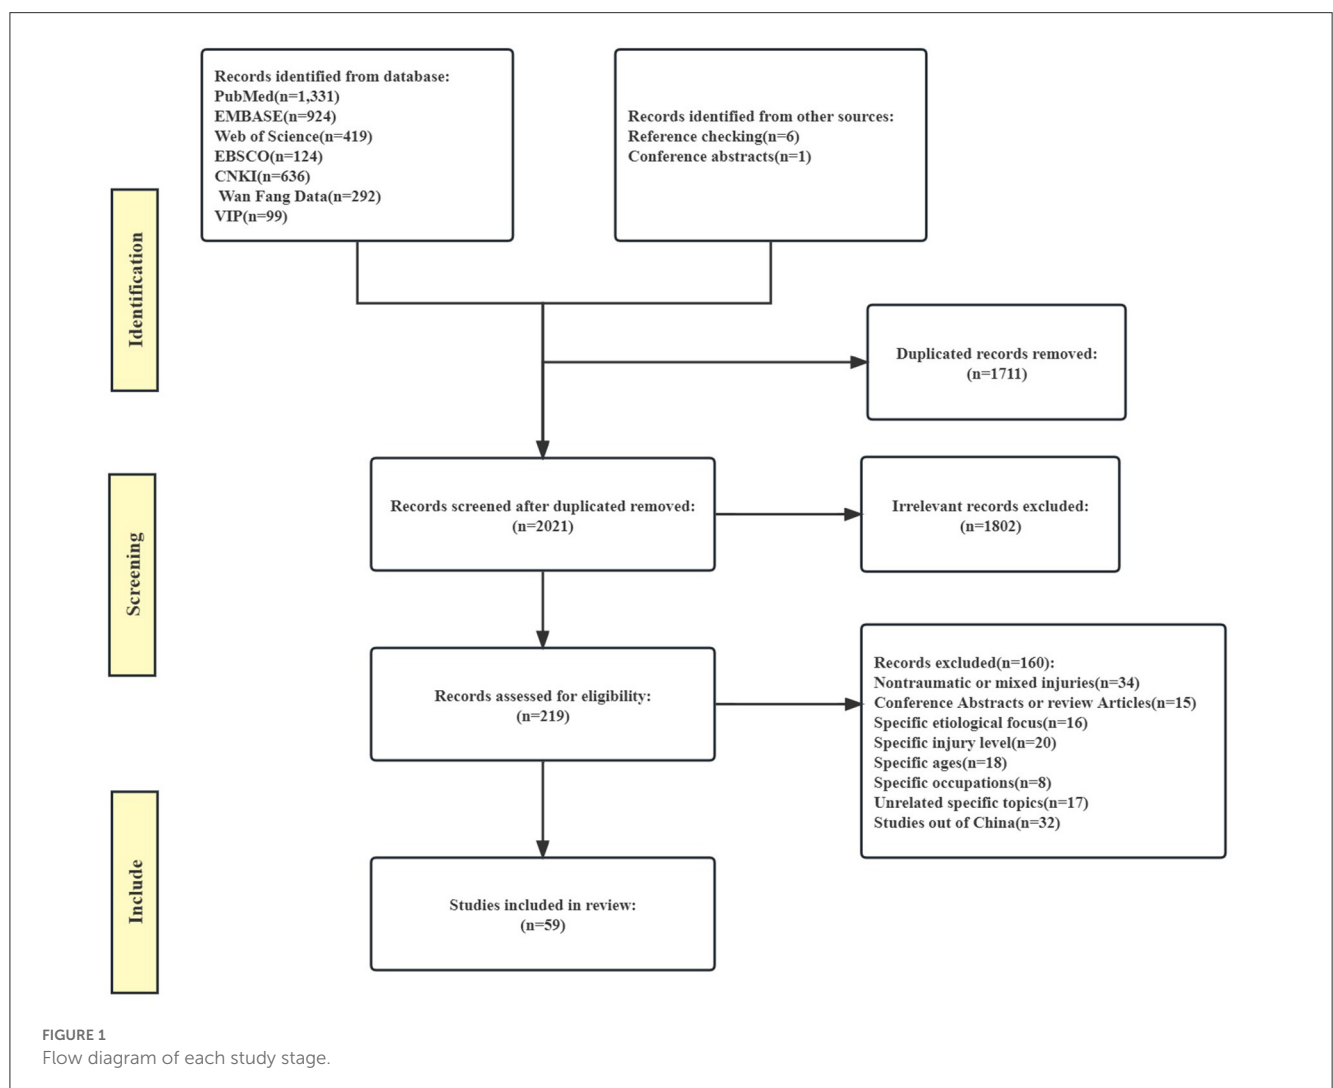 Records identified from database:
PubMed(n=1,331)
EMBASE(n=924)
Web of Science(n=419)
EBSCO(n=124)
CNKI(n=636)
Wan Fang Data(n=292)
VIP(n=99)
Records identified from other sources:
Reference checking(n=6)
Conference abstracts(n=1)
Identification
Duplicated records removed:
(n=1711)
Screening
Records screened after duplicated removed:
(n=2021)
Irrelevant records excluded:
(n=1802)
Records assessed for eligibility:
(n=219)
Records excluded(n=160):
Nontraumatic or mixed injuries(n=34)
Conference Abstracts or review Articles(n=15)
Specific etiological focus(n=16)
Specific injury level(n=20)
Specific ages(n=18)
Specific occupations(n=8)
Unrelated specific topics(n=17)
Studies out of China(n=32)
Include
Studies included in review:
(n=59)
FIGURE 1
Flow diagram of each study stage.